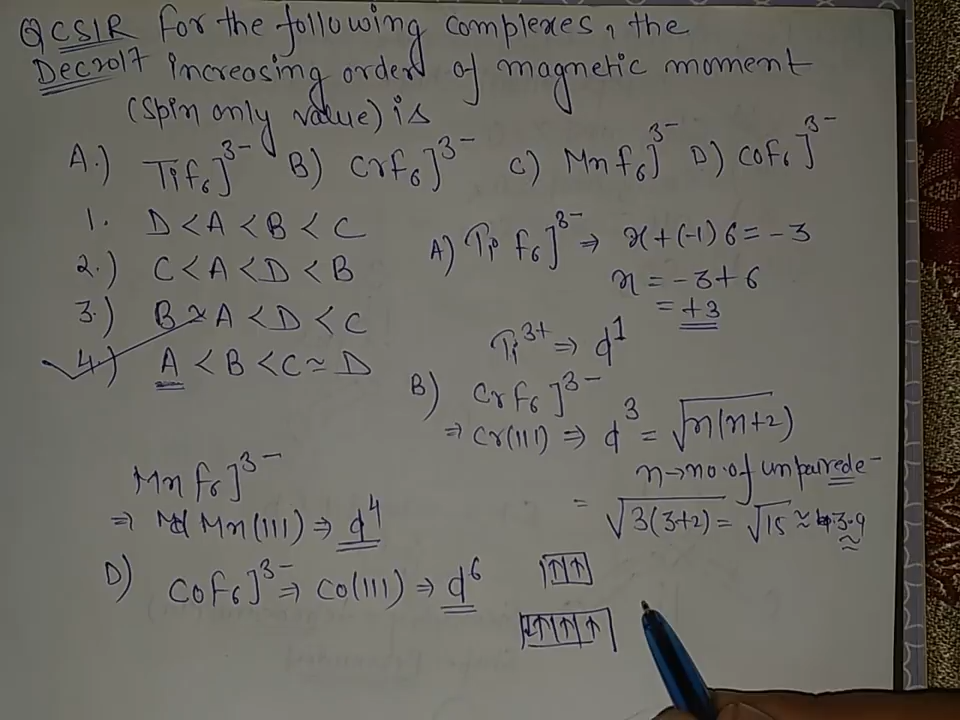 Q CSIR For the following complexes, the
Dec 2017 increasing order of magnetic moment
(spin only value) is
A.) TiF₆]³⁻ B) CrF₆]³⁻ C) MnF₆]³⁻ D) CoF₆]³⁻
1. D < A < B < C
2.) C < A < D < B
3.) B < A < D < C
4.) A < B < C ≃ D
A) TiF₆]³⁻ ⇒ x + (-1) 6 = -3
x = -3 + 6
= +3
Ti³⁺ ⇒ d¹
B) CrF₆]³⁻
⇒ Cr(III) ⇒ d³ = √n(n+2)
n → no. of unpaired e⁻
= √3(3+2) = √15 ≈ 3.9
MnF₆]³⁻
⇒ Mn(III) ⇒ d⁴
D) CoF₆]³⁻ ⇒ Co(III) ⇒ d⁶
↑ ↑
↓↑ ↑ ↑